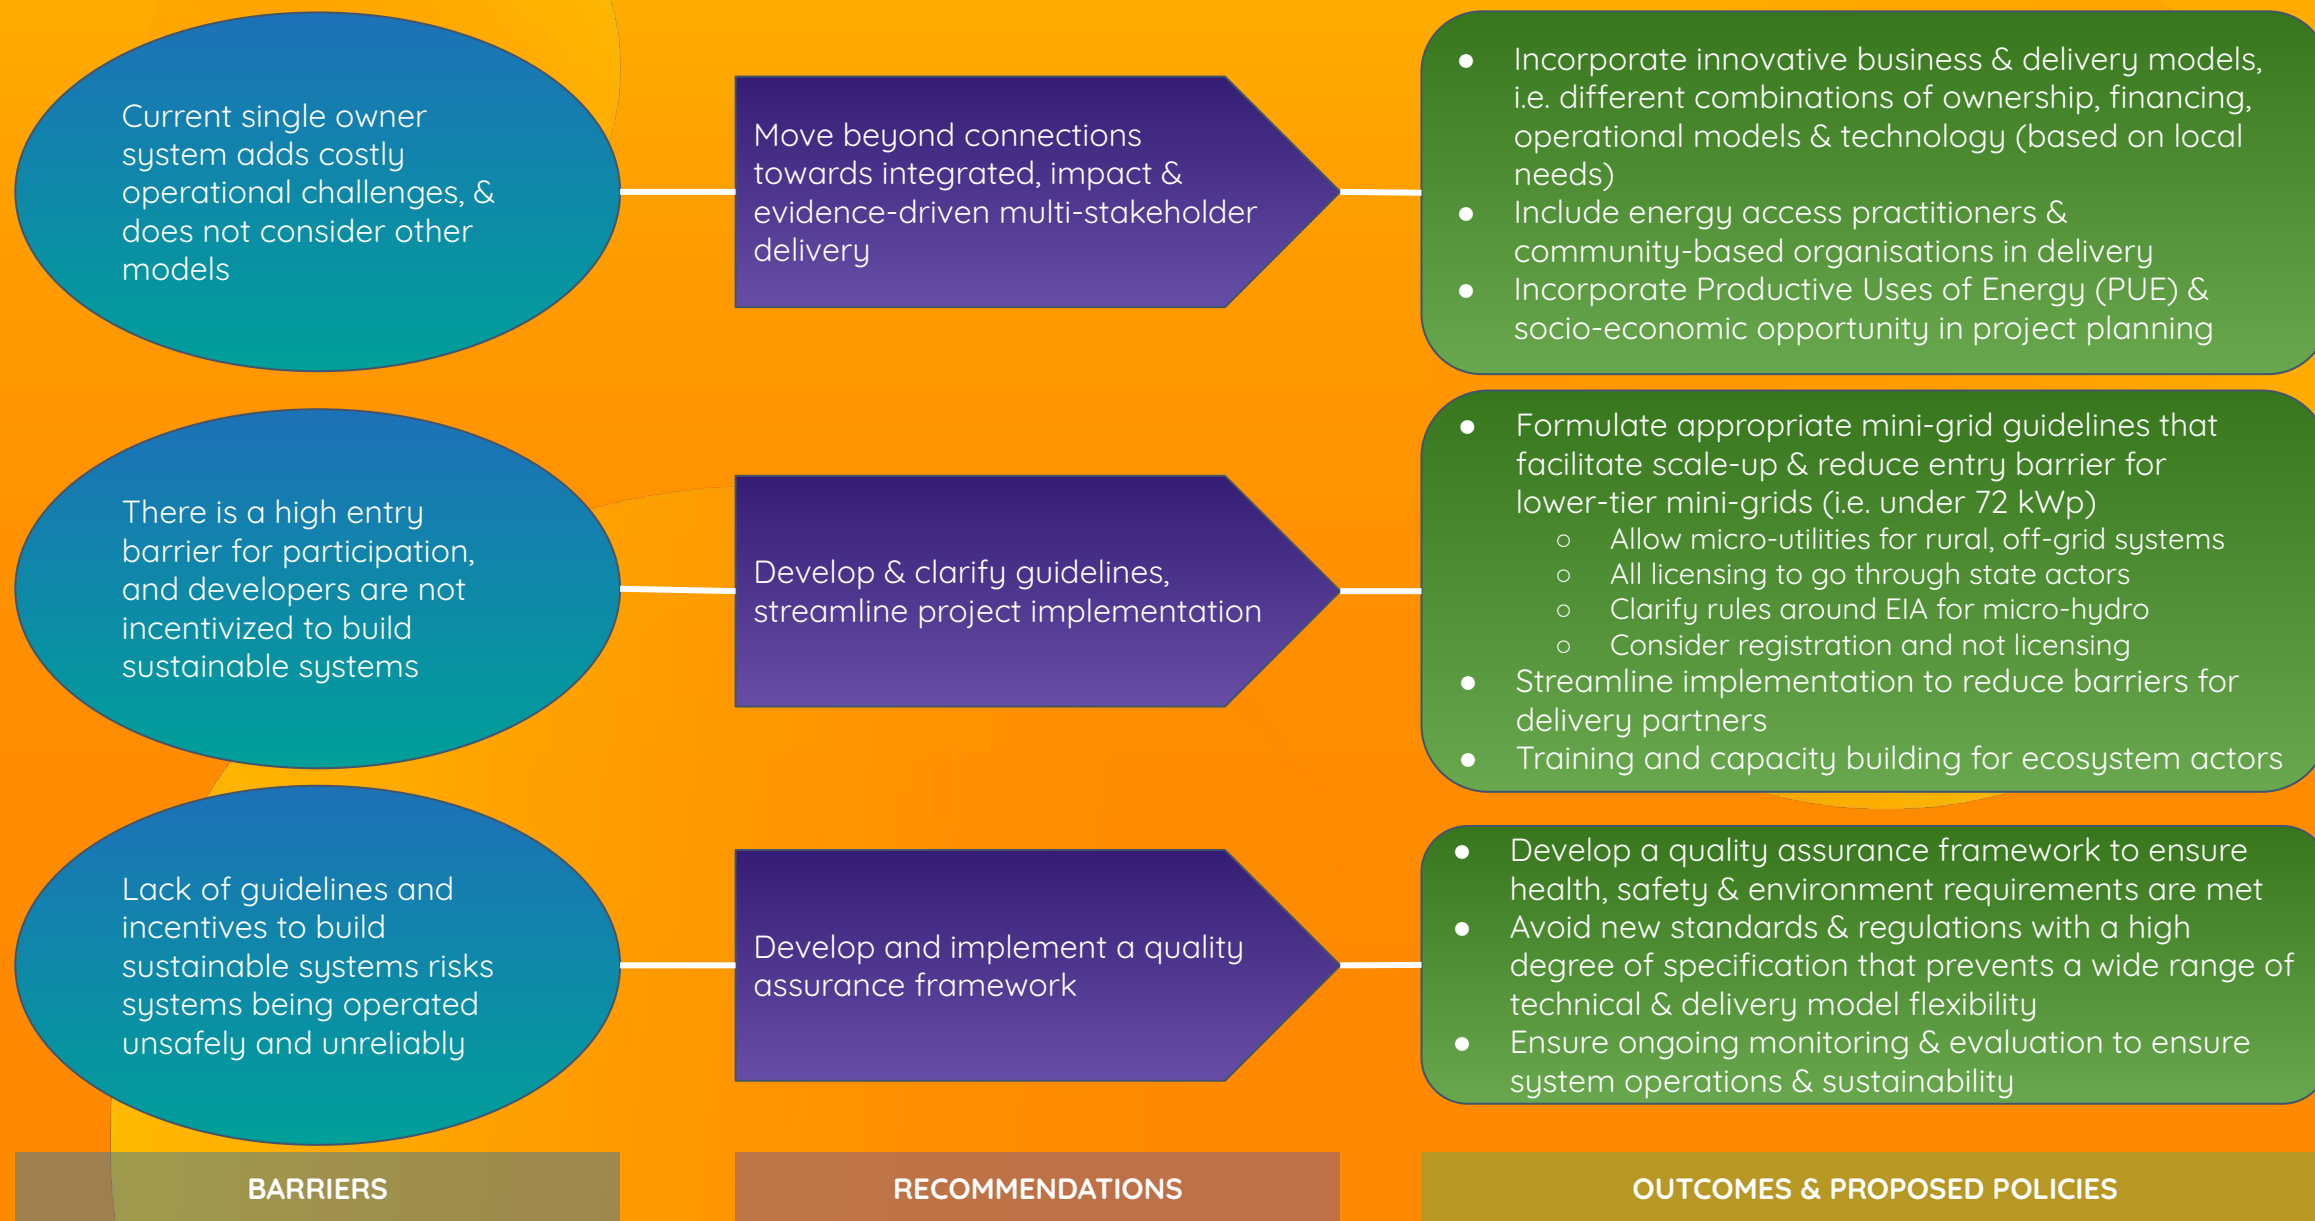 Current single owner
system adds costly
operational challenges, &
does not consider other
models
Move beyond connections
towards integrated, impact &
evidence-driven multi-stakeholder
delivery
● Incorporate innovative business & delivery models,
i.e. different combinations of ownership, financing,
operational models & technology (based on local
needs)
● Include energy access practitioners &
community-based organisations in delivery
● Incorporate Productive Uses of Energy (PUE) &
socio-economic opportunity in project planning
There is a high entry
barrier for participation,
and developers are not
incentivized to build
sustainable systems
Develop & clarify guidelines,
streamline project implementation
● Formulate appropriate mini-grid guidelines that
facilitate scale-up & reduce entry barrier for
lower-tier mini-grids (i.e. under 72 kWp)
○ Allow micro-utilities for rural, off-grid systems
○ All licensing to go through state actors
○ Clarify rules around EIA for micro-hydro
○ Consider registration and not licensing
● Streamline implementation to reduce barriers for
delivery partners
● Training and capacity building for ecosystem actors
Lack of guidelines and
incentives to build
sustainable systems risks
systems being operated
unsafely and unreliably
Develop and implement a quality
assurance framework
● Develop a quality assurance framework to ensure
health, safety & environment requirements are met
● Avoid new standards & regulations with a high
degree of specification that prevents a wide range of
technical & delivery model flexibility
● Ensure ongoing monitoring & evaluation to ensure
system operations & sustainability
BARRIERS
RECOMMENDATIONS
OUTCOMES & PROPOSED POLICIES